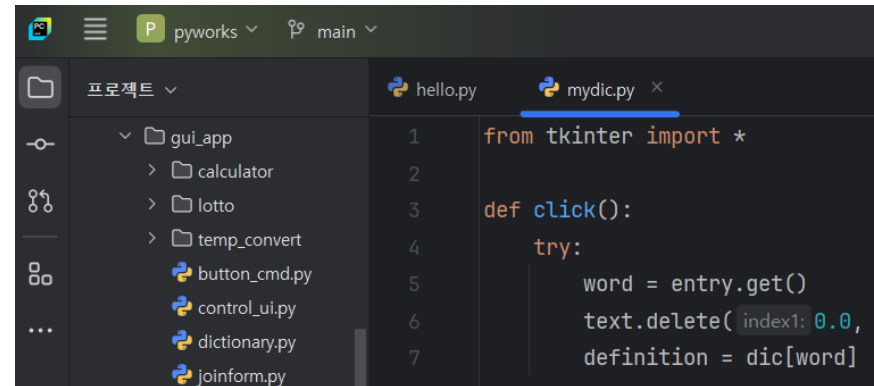 PC
P pyworks main
프로젝트
hello.py mydic.py
gui_app
calculator
lotto
temp_convert
button_cmd.py
control_ui.py
dictionary.py
joinform.py
1 from tkinter import *
2
3 def click():
4 try:
5 word = entry.get()
6 text.delete( index1: 0.0,
7 definition = dic[word]